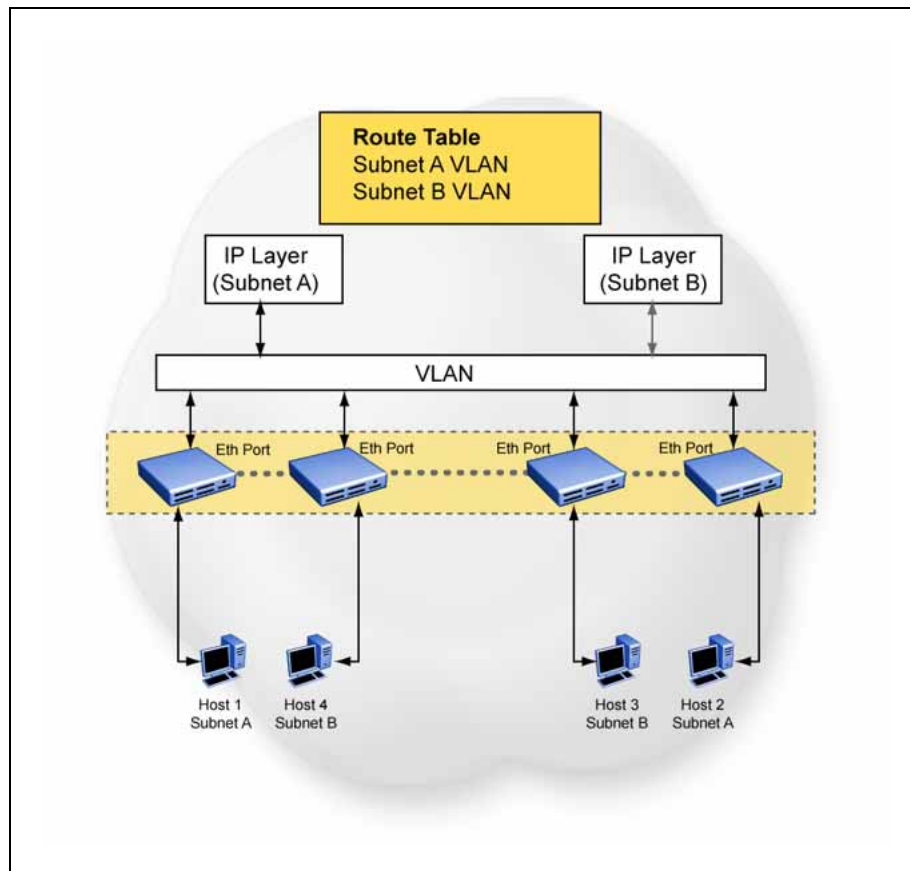 Route Table
Subnet A VLAN
Subnet B VLAN
IP Layer
(Subnet A)
IP Layer
(Subnet B)
VLAN
Eth Port
Eth Port
Eth Port
Eth Port
Host 1
Subnet A
Host 4
Subnet B
Host 3
Subnet B
Host 2
Subnet A